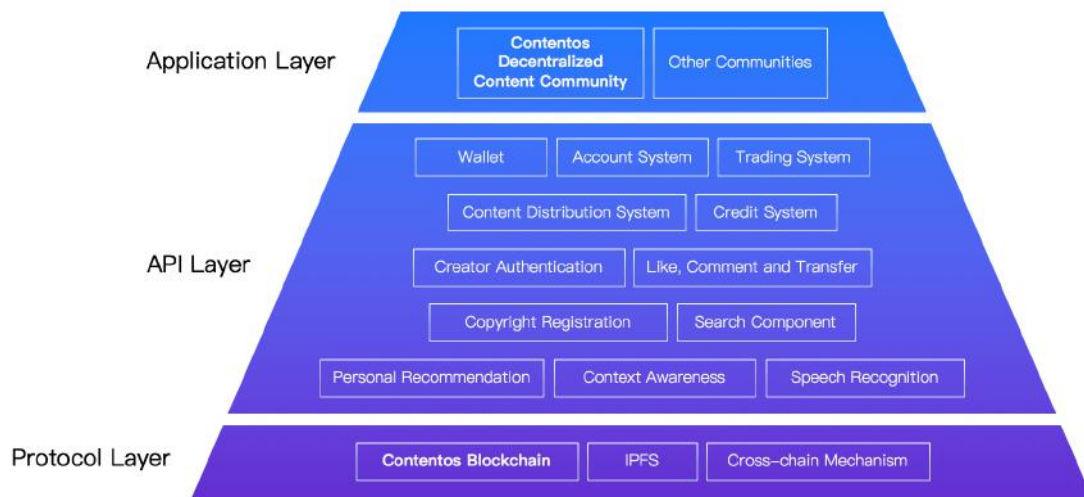 Application Layer
Contentos
Decentralized
Content Community
Other Communities
API Layer
Wallet
Account System
Trading System
Content Distribution System
Credit System
Creator Authentication
Like, Comment and Transfer
Copyright Registration
Search Component
Personal Recommendation
Context Awareness
Speech Recognition
Protocol Layer
Contentos Blockchain
IPFS
Cross-chain Mechanism